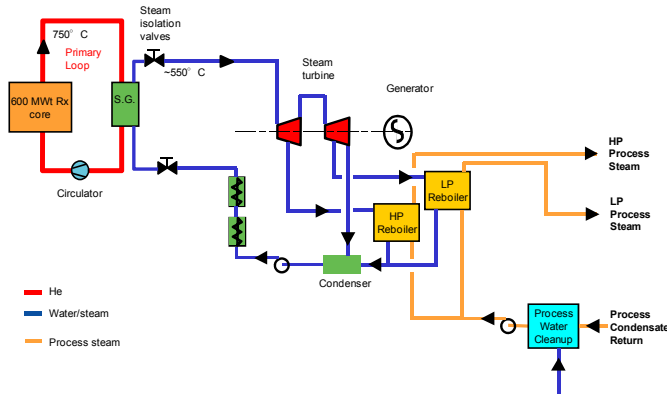 Steam
isolation
valves
750° C
Primary
Loop
~550° C
Steam
turbine
Generator
600 MWt Rx
core
S.G.
Circulator
HP
Process
Steam
LP
Reboiler
HP
Reboiler
LP
Process
Steam
Condenser
He
Water/steam
Process steam
Process
Water
Cleanup
Process
Condensate
Return